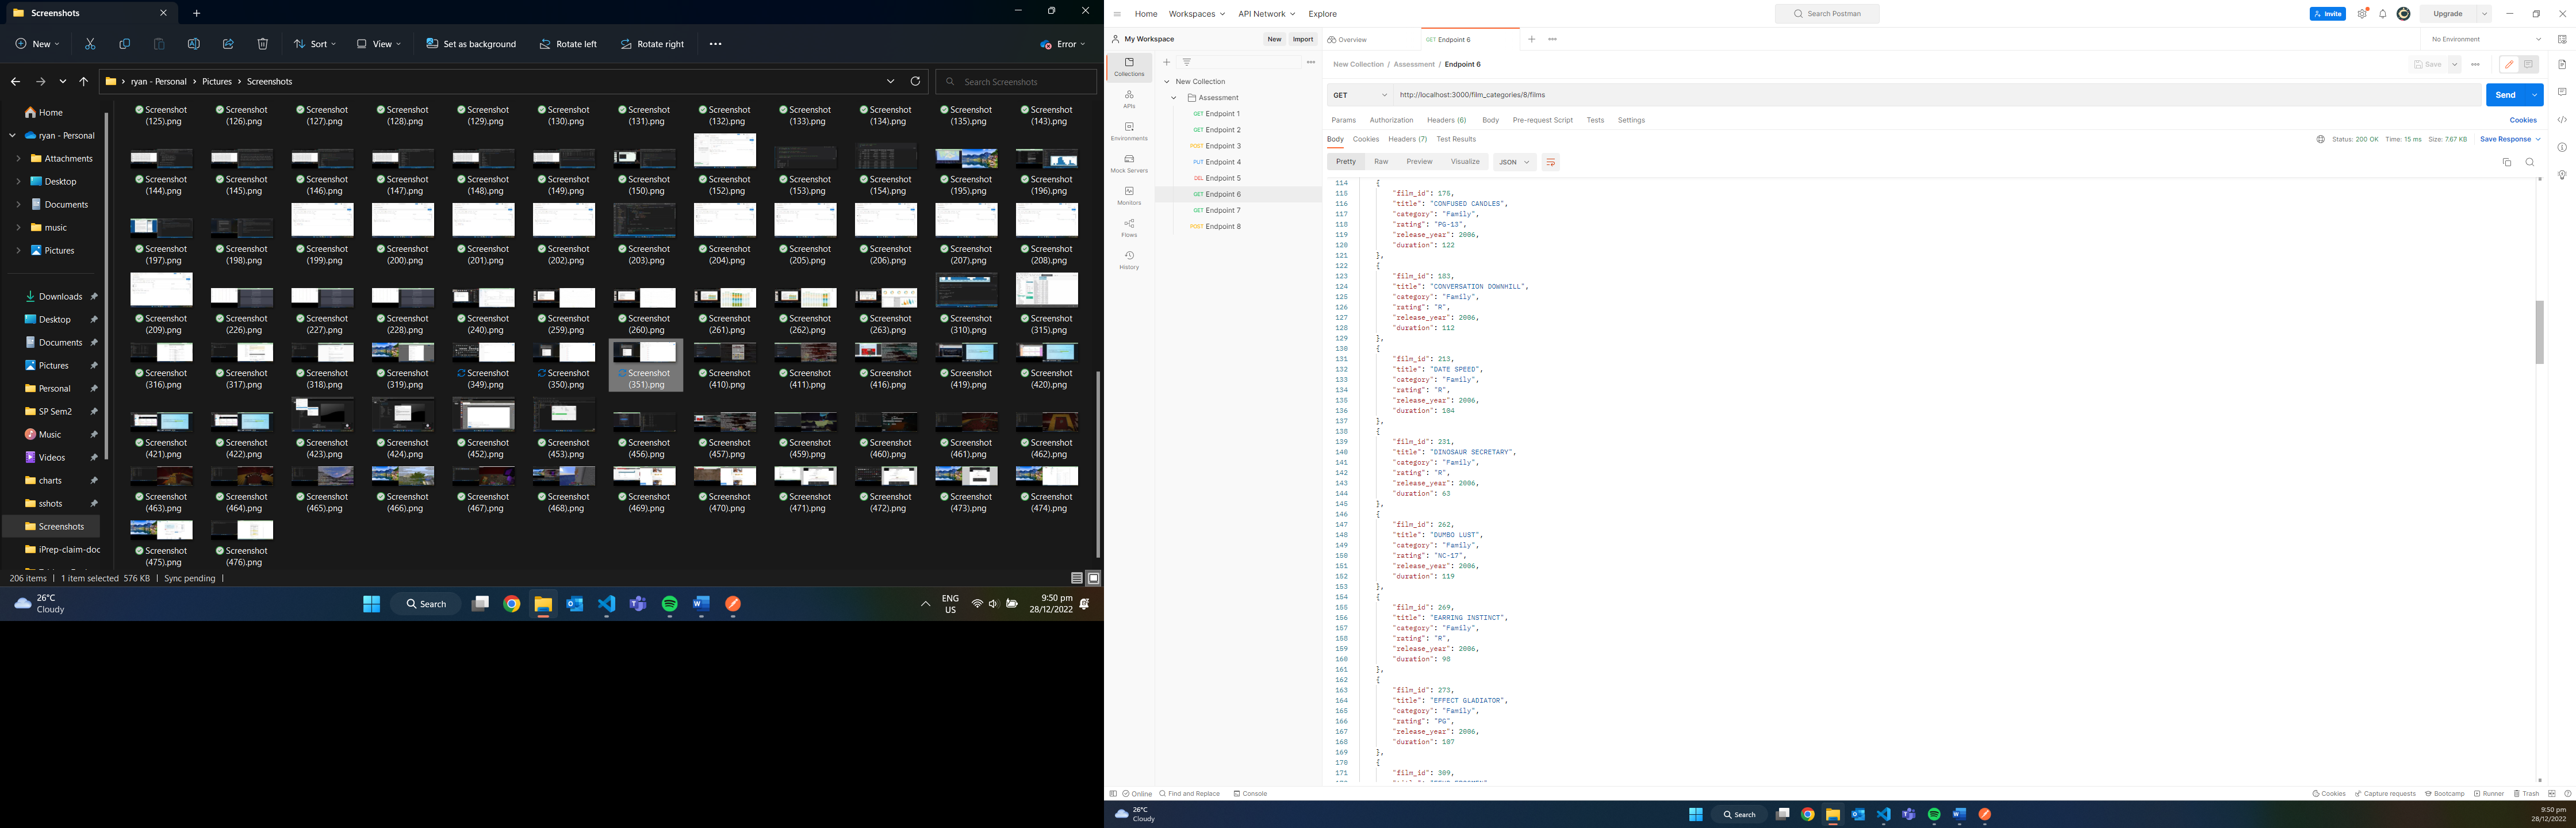 Screenshots
New
Sort
View
Set as background
Rotate left
Rotate right
Error
ryan - Personal > Pictures > Screenshots
Search Screenshots
Home
ryan - Personal
Attachments
Desktop
Documents
music
Pictures
Downloads
Desktop
Documents
Pictures
Personal
SP Sem2
Music
Videos
charts
sshots
Screenshots
iPrep-claim-doc
Screenshot Screenshot Screenshot Screenshot Screenshot Screenshot Screenshot Screenshot Screenshot Screenshot Screenshot Screenshot
(125).png (126).png (127).png (128).png (129).png (130).png (131).png (132).png (133).png (134).png (135).png (143).png
Screenshot Screenshot Screenshot Screenshot Screenshot Screenshot Screenshot Screenshot Screenshot Screenshot Screenshot Screenshot
(144).png (145).png (146).png (147).png (148).png (149).png (150).png (152).png (153).png (154).png (195).png (196).png
Screenshot Screenshot Screenshot Screenshot Screenshot Screenshot Screenshot Screenshot Screenshot Screenshot Screenshot Screenshot
(197).png (198).png (199).png (200).png (201).png (202).png (203).png (204).png (205).png (206).png (207).png (208).png
Screenshot Screenshot Screenshot Screenshot Screenshot Screenshot Screenshot Screenshot Screenshot Screenshot Screenshot Screenshot
(209).png (226).png (227).png (228).png (240).png (259).png (260).png (261).png (262).png (263).png (310).png (315).png
Screenshot Screenshot Screenshot Screenshot Screenshot Screenshot Screenshot Screenshot Screenshot Screenshot Screenshot Screenshot
(316).png (317).png (318).png (319).png (349).png (350).png (351).png (410).png (411).png (416).png (419).png (420).png
Screenshot Screenshot Screenshot Screenshot Screenshot Screenshot Screenshot Screenshot Screenshot Screenshot Screenshot Screenshot
(421).png (422).png (423).png (424).png (452).png (453).png (456).png (457).png (459).png (460).png (461).png (462).png
Screenshot Screenshot Screenshot Screenshot Screenshot Screenshot Screenshot Screenshot Screenshot Screenshot Screenshot Screenshot
(463).png (464).png (465).png (466).png (467).png (468).png (469).png (470).png (471).png (472).png (473).png (474).png
Screenshot Screenshot
(475).png (476).png
206 items | 1 item selected 576 KB | Sync pending |
26°C
Cloudy
Search
ENG
US
9:50 pm
28/12/2022
Home Workspaces API Network Explore
Search Postman
Invite
Upgrade
My Workspace
New Import
Overview
GET Endpoint 6
No Environment
Collections
APIs
Environments
Mock Servers
Monitors
Flows
History
New Collection
Assessment
GET Endpoint 1
GET Endpoint 2
POST Endpoint 3
PUT Endpoint 4
DEL Endpoint 5
GET Endpoint 6
GET Endpoint 7
POST Endpoint 8
New Collection / Assessment / Endpoint 6
Save
GET
http://localhost:3000/film_categories/8/films
Send
Params Authorization Headers (6) Body Pre-request Script Tests Settings
Cookies
Body Cookies Headers (7) Test Results
Status: 200 OK Time: 15 ms Size: 7.67 KB Save Response
Pretty Raw Preview Visualize JSON
114 {
115 "film_id": 175,
116 "title": "CONFUSED CANDLES",
117 "category": "Family",
118 "rating": "PG-13",
119 "release_year": 2006,
120 "duration": 122
121 },
122 {
123 "film_id": 183,
124 "title": "CONVERSATION DOWNHILL",
125 "category": "Family",
126 "rating": "R",
127 "release_year": 2006,
128 "duration": 112
129 },
130 {
131 "film_id": 213,
132 "title": "DATE SPEED",
133 "category": "Family",
134 "rating": "R",
135 "release_year": 2006,
136 "duration": 104
137 },
138 {
139 "film_id": 231,
140 "title": "DINOSAUR SECRETARY",
141 "category": "Family",
142 "rating": "R",
143 "release_year": 2006,
144 "duration": 63
145 },
146 {
147 "film_id": 262,
148 "title": "DUMBO LUST",
149 "category": "Family",
150 "rating": "NC-17",
151 "release_year": 2006,
152 "duration": 119
153 },
154 {
155 "film_id": 269,
156 "title": "EARRING INSTINCT",
157 "category": "Family",
158 "rating": "R",
159 "release_year": 2006,
160 "duration": 98
161 },
162 {
163 "film_id": 273,
164 "title": "EFFECT GLADIATOR",
165 "category": "Family",
166 "rating": "PG",
167 "release_year": 2006,
168 "duration": 107
169 },
170 {
171 "film_id": 309,
Online Find and Replace Console
Cookies Capture requests Bootcamp Runner Trash
26°C
Cloudy
Search
9:50 pm
28/12/2022